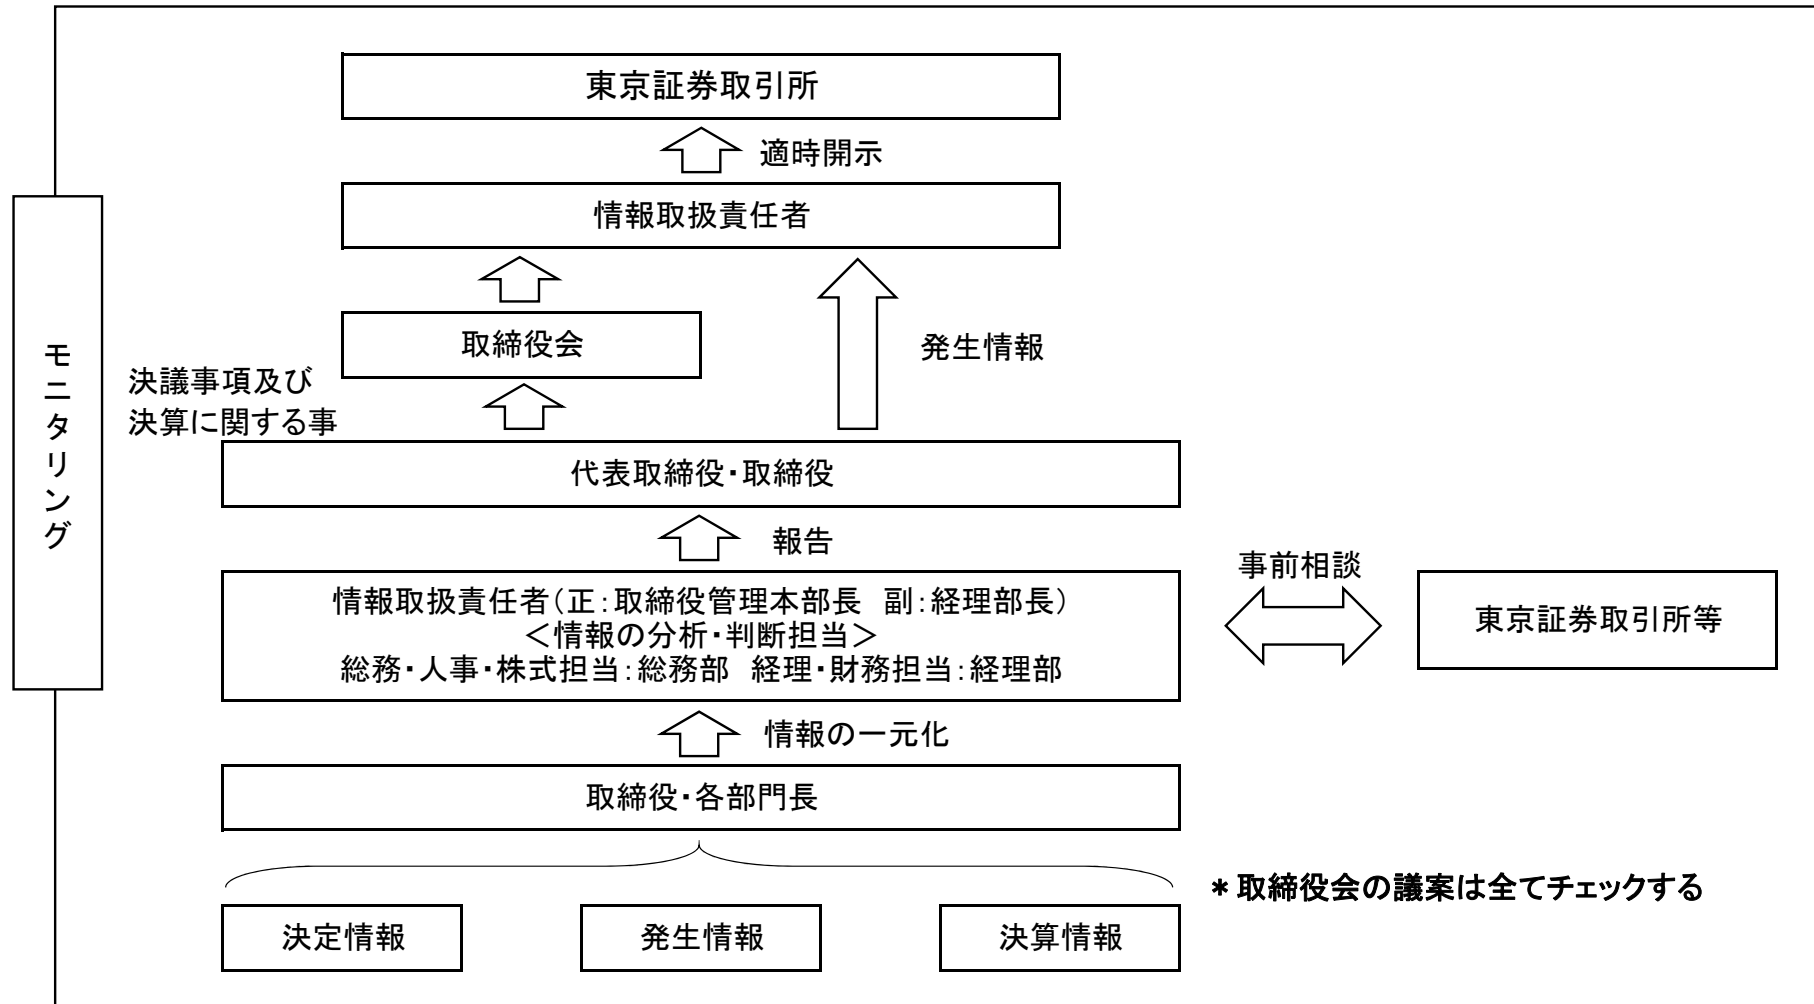 東京証券取引所
適時開示
情報取扱責任者
取締役会
発生情報
モニタリング
決議事項及び
決算に関する事
代表取締役・取締役
報告
事前相談
情報取扱責任者(正:取締役管理本部長 副:経理部長)
<情報の分析・判断担当>
総務・人事・株式担当:総務部 経理・財務担当:経理部
東京証券取引所等
情報の一元化
取締役・各部門長
*取締役会の議案は全てチェックする
決定情報
発生情報
決算情報